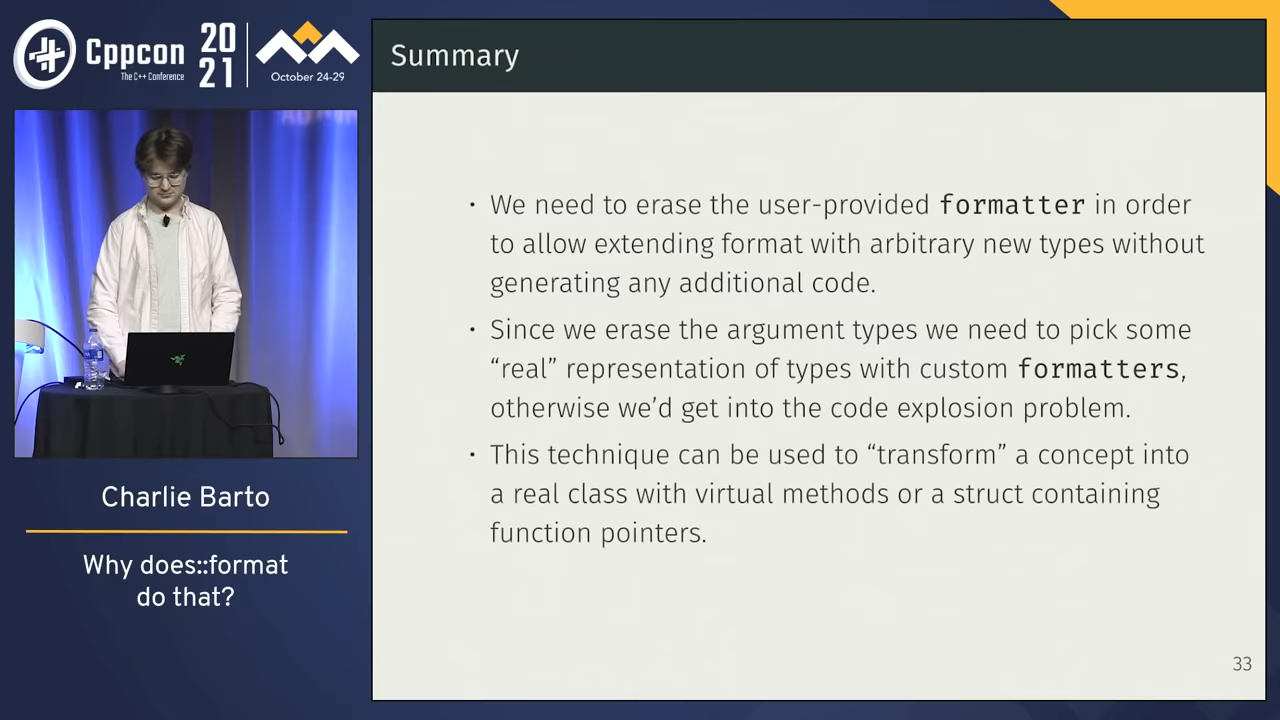 Cppcon
The C++ Conference
20
21
October 24-29
Charlie Barto
Why does::format
do that?
Summary
· We need to erase the user-provided formatter in order
to allow extending format with arbitrary new types without
generating any additional code.
· Since we erase the argument types we need to pick some
“real” representation of types with custom formatters,
otherwise we’d get into the code explosion problem.
· This technique can be used to “transform” a concept into
a real class with virtual methods or a struct containing
function pointers.
33